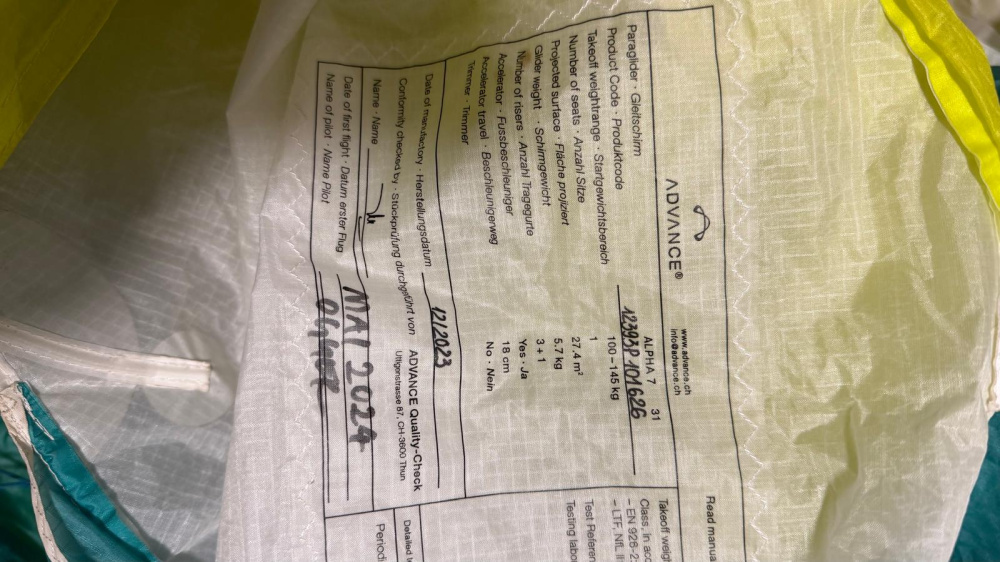 ADVANCE®
www.advance.ch
info@advance.ch
Paraglider · Gleitschirm ALPHA 7 31
Product Code · Produktcode 12393P101626
Takeoff weightrange · Startgewichtsbereich 100 – 145 kg
Number of seats · Anzahl Sitze 1
Projected surface · Fläche projiziert 27.4 m²
Glider weight · Schirmgewicht 5.7 kg
Number of risers · Anzahl Tragegurte 3 + 1
Accelerator · Fussbeschleuniger Yes · Ja
Accelerator travel · Beschleunigerweg 18 cm
Trimmer · Trimmer No · Nein
Date of manufactory · Herstellungsdatum 12/2023
Conformity checked by · Stückprüfung durchgeführt von ADVANCE Quality-Check
Uttigenstrasse 87, CH-3600 Thun
Name · Name
Date of first flight · Datum erster Flug MAI 2024
Name of pilot · Name Pilot
Read manua
Takeoff weigh
Class. in acc
– EN 926-2:
– LTF, NfL II
Test Referen
Testing labo
Detailed i
Periodi